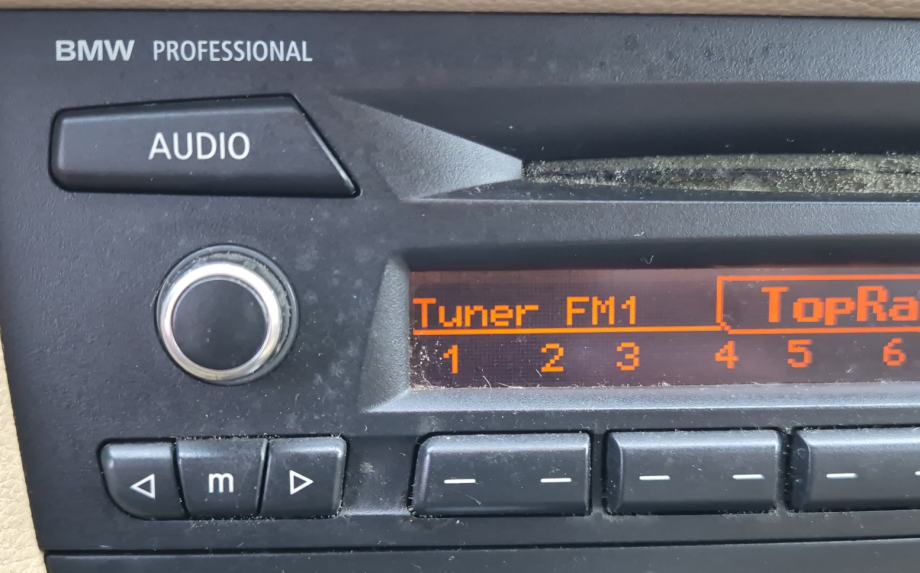 BMW PROFESSIONAL
AUDIO
Tuner FM1 TopRa
1 2 3 4 5 6
m